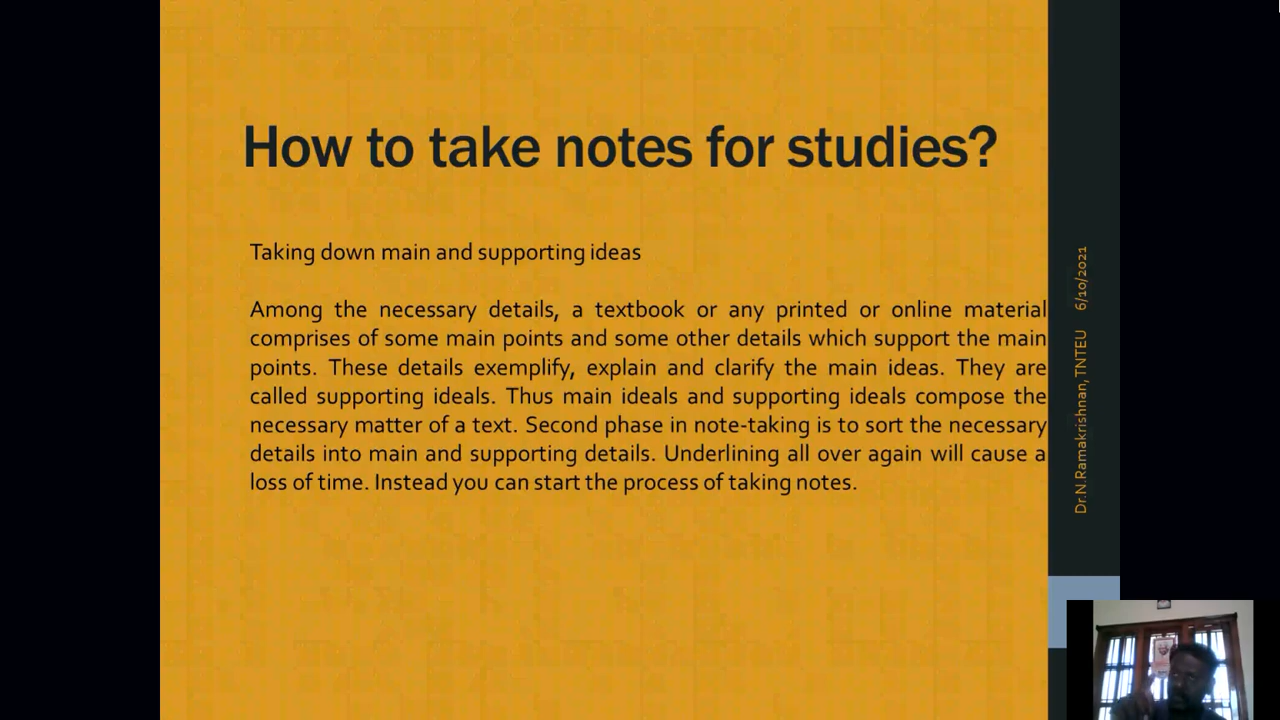 How to take notes for studies?
Taking down main and supporting ideas
Among the necessary details, a textbook or any printed or online material
comprises of some main points and some other details which support the main
points. These details exemplify, explain and clarify the main ideas. They are
called supporting ideals. Thus main ideals and supporting ideals compose the
necessary matter of a text. Second phase in note-taking is to sort the necessary
details into main and supporting details. Underlining all over again will cause a
loss of time. Instead you can start the process of taking notes.
Dr.N.Ramakrishnan,TNTEU 6/10/2021